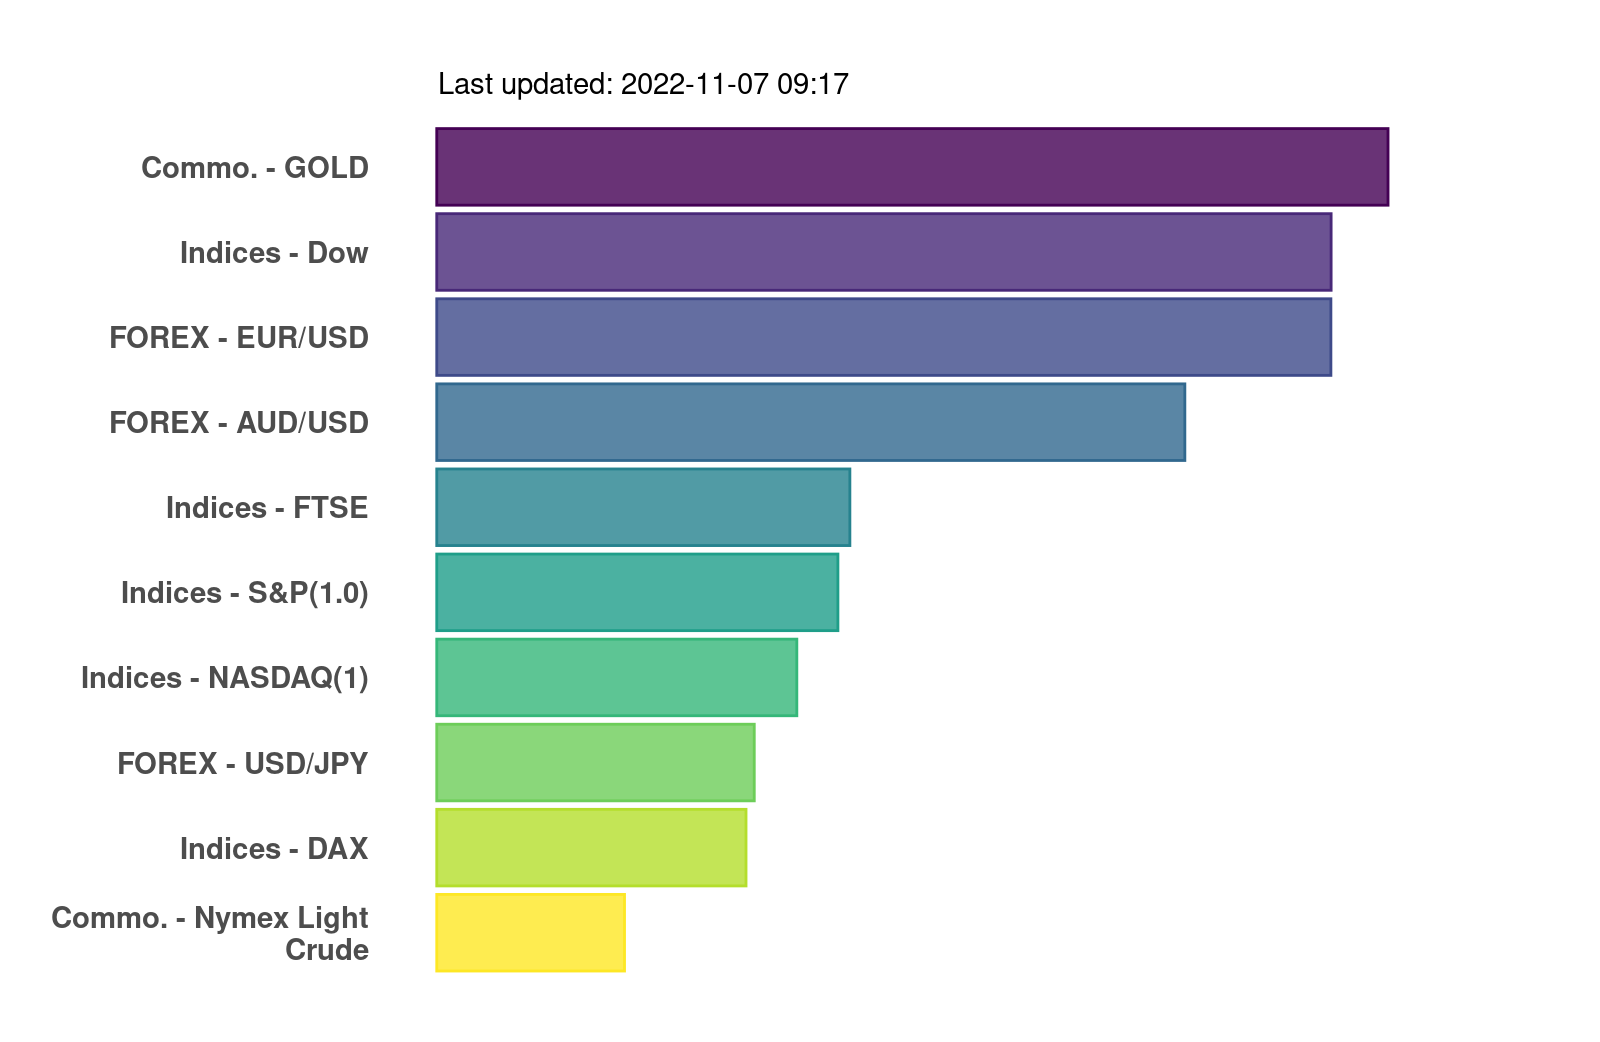 Last updated: 2022-11-07 09:17
Commo. - GOLD
Indices - Dow
FOREX - EUR/USD
FOREX - AUD/USD
Indices - FTSE
Indices - S&P(1.0)
Indices - NASDAQ(1)
FOREX - USD/JPY
Indices - DAX
Commo. - Nymex Light
Crude